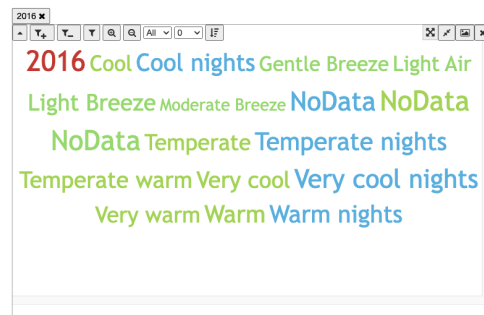 2016 ✖
All 0
2016 Cool Cool nights Gentle Breeze Light Air
Light Breeze Moderate Breeze NoData NoData
NoData Temperate Temperate nights
Temperate warm Very cool Very cool nights
Very warm Warm Warm nights